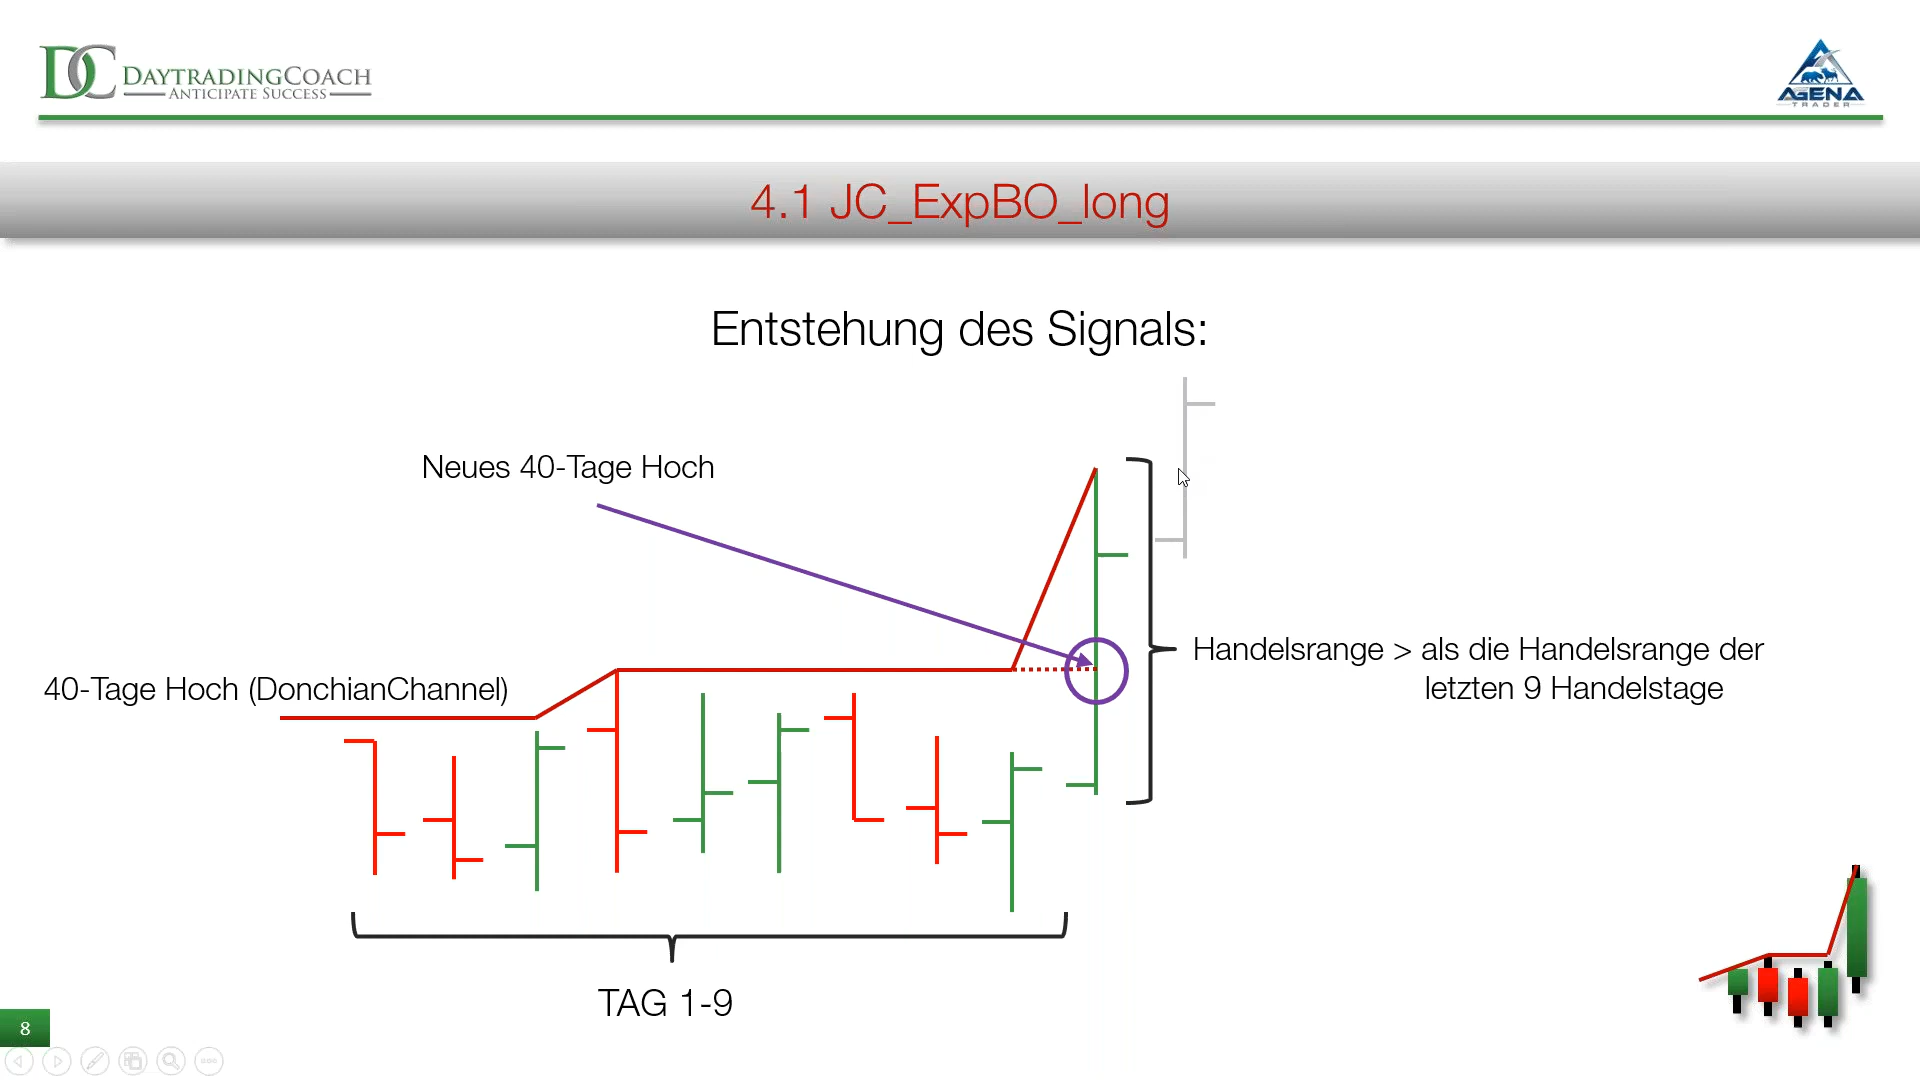 DC DAYTRADINGCOACH
ANTICIPATE SUCCESS
AGENA
TRADER
4.1 JC_ExpBO_long
Entstehung des Signals:
Neues 40-Tage Hoch
40-Tage Hoch (DonchianChannel)
Handelsrange > als die Handelsrange der
letzten 9 Handelstage
TAG 1-9
8